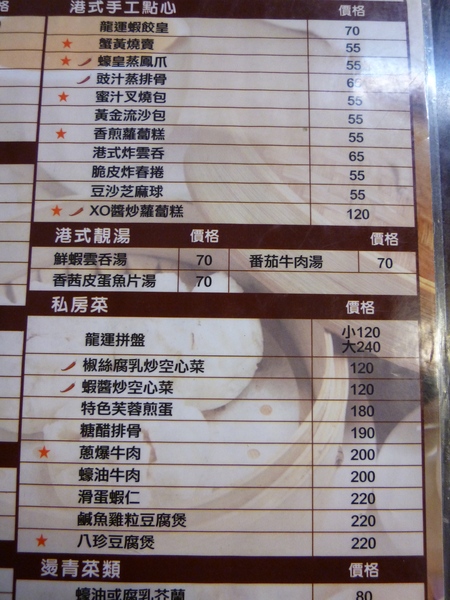 港式手工點心 價格
龍運蝦餃皇 70
★ 蟹黃燒賣 55
★ 蠔皇蒸鳳爪 55
豉汁蒸排骨 65
★ 蜜汁叉燒包 55
黃金流沙包 55
★ 香煎蘿蔔糕 55
港式炸雲吞 65
脆皮炸春捲 55
豆沙芝麻球 55
★ XO醬炒蘿蔔糕 120
港式靚湯 價格 價格
鮮蝦雲吞湯 70 番茄牛肉湯 70
香茜皮蛋魚片湯 70
私房菜 價格
龍運拼盤 小120
大240
椒絲腐乳炒空心菜 120
蝦醬炒空心菜 120
特色芙蓉煎蛋 180
糖醋排骨 190
★ 蔥爆牛肉 200
蠔油牛肉 200
滑蛋蝦仁 220
鹹魚雞粒豆腐煲 220
★ 八珍豆腐煲 220
燙青菜類 價格
蠔油或腐乳芥蘭 80